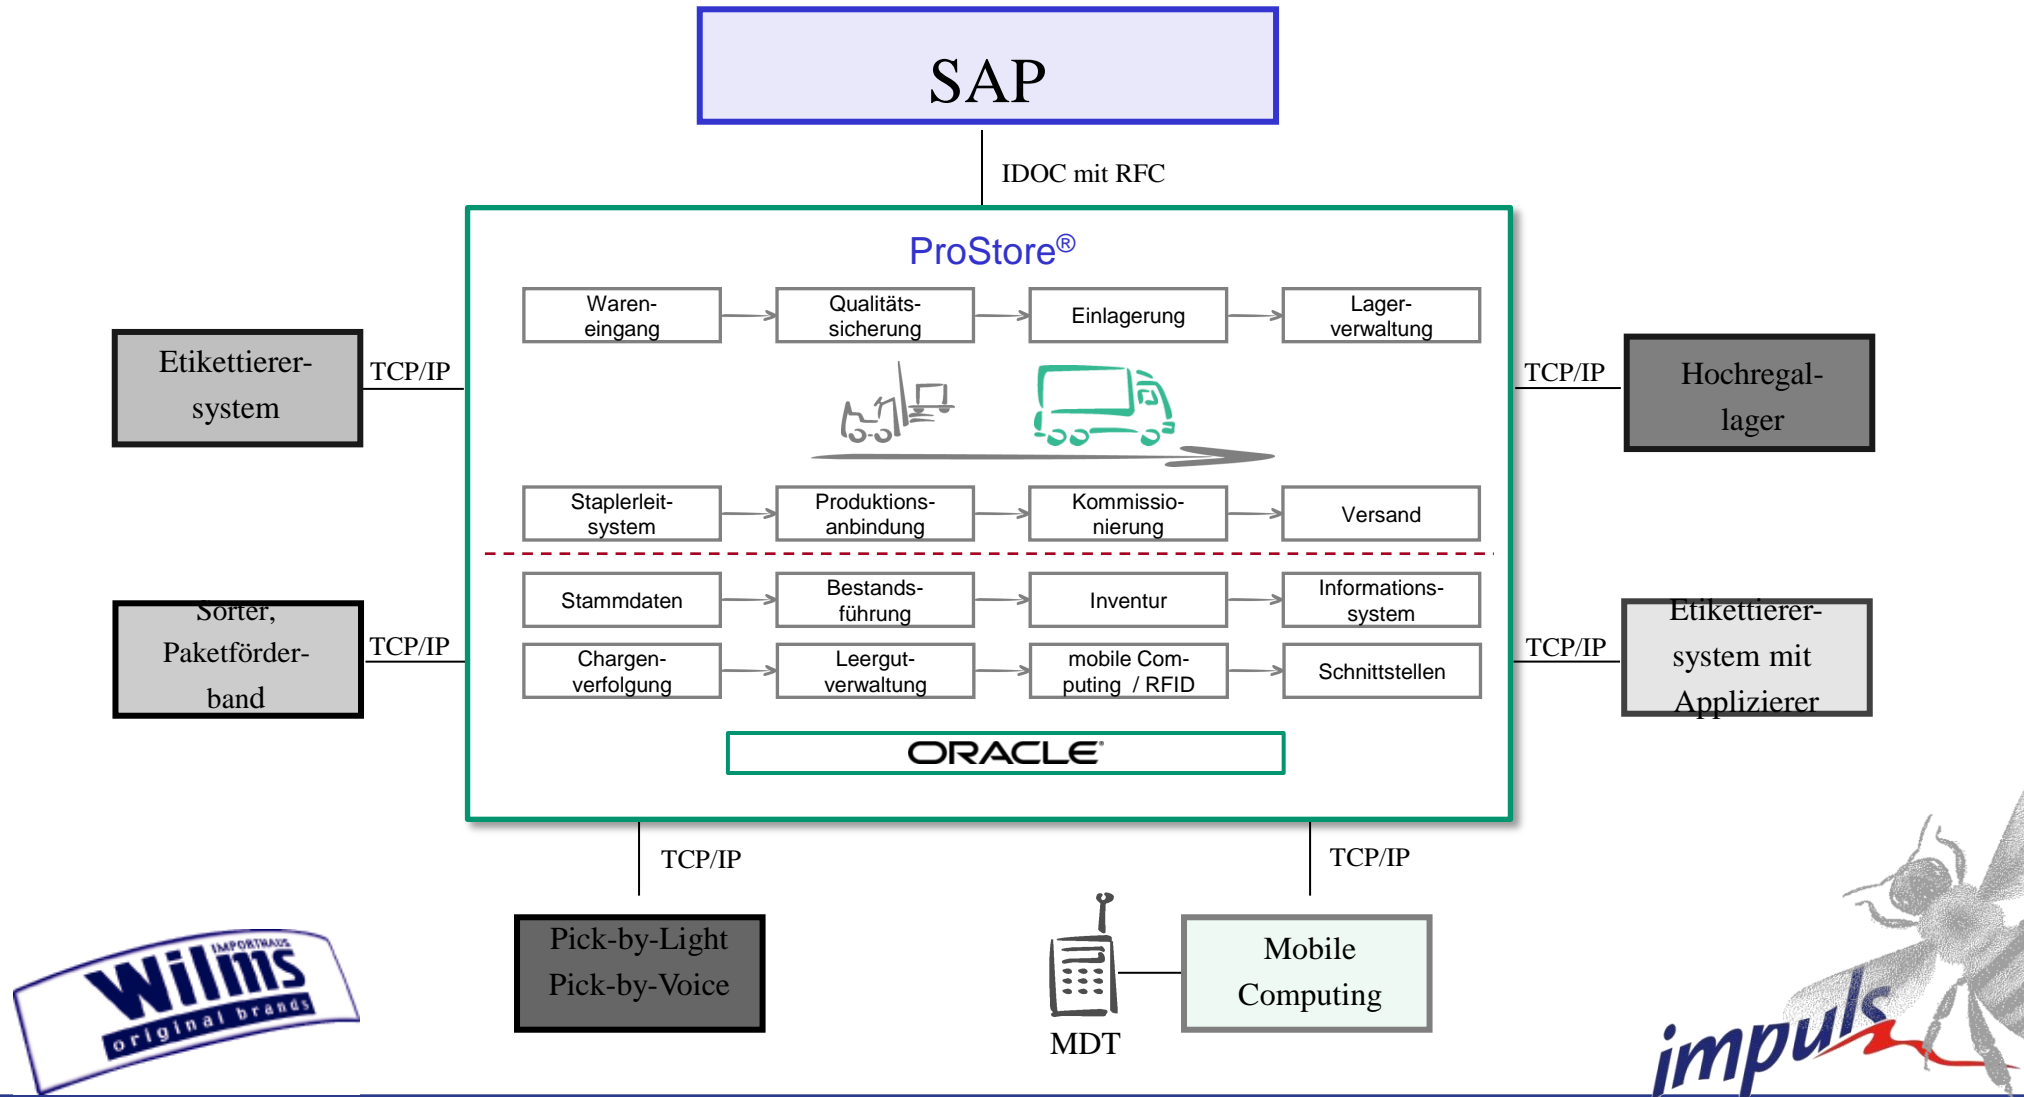 SAP
IDOC mit RFC
ProStore®
Waren-
eingang
Qualitäts-
sicherung
Einlagerung
Lager-
verwaltung
Etikettierer-
system
TCP/IP
TCP/IP
Hochregal-
lager
Staplerleit-
system
Produktions-
anbindung
Kommissio-
nierung
Versand
Stammdaten
Bestands-
führung
Inventur
Informations-
system
Sorter,
Paketförder-
band
TCP/IP
TCP/IP
Etikettierer-
system mit
Applizierer
Chargen-
verfolgung
Leergut-
verwaltung
mobile Com-
puting / RFID
Schnittstellen
ORACLE®
TCP/IP
TCP/IP
Pick-by-Light
Pick-by-Voice
Mobile
Computing
MDT
IMPORTHAUS
Wilms
original brands
impuls